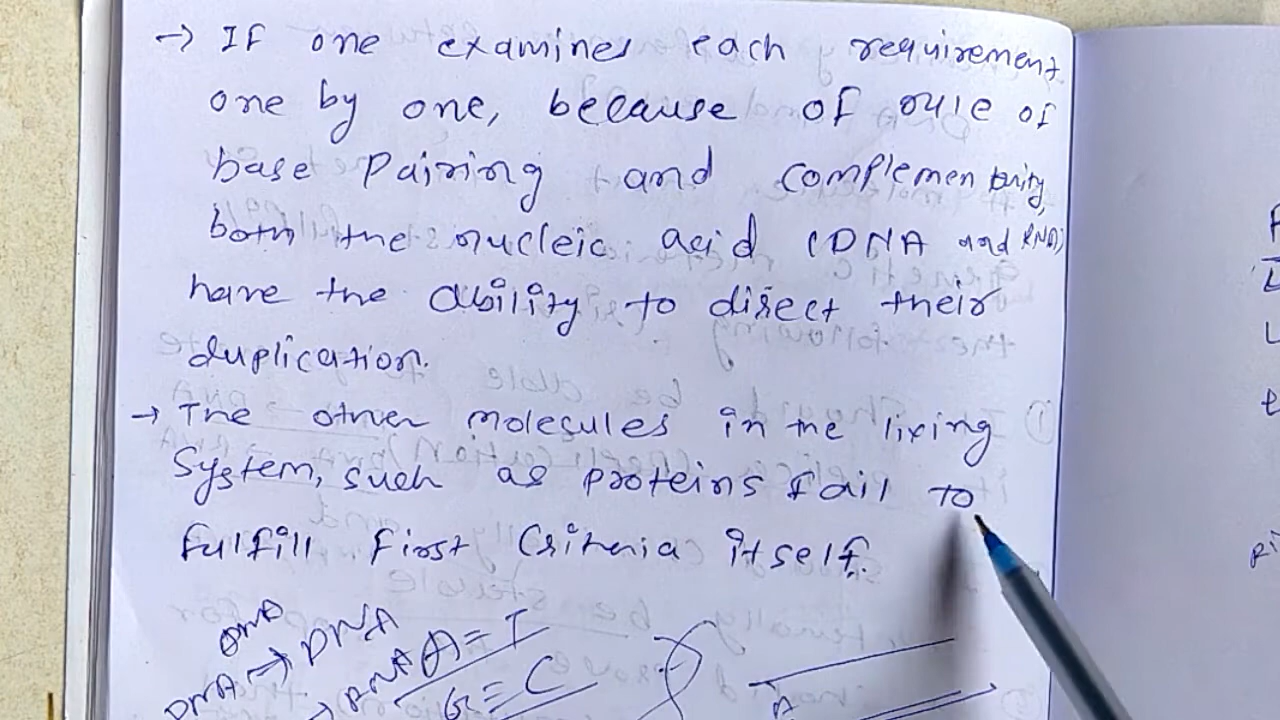 → If one examines each requirement
one by one, because of rule of
base pairing and complementarity,
both the nucleic acid (DNA and RNA)
have the ability to direct their
duplication.
→ The other molecules in the living
System, such as proteins fail to
fulfill first Criteria itself.
DNA
DNA → DNA
→ RNA A = T
G ≡ C
A